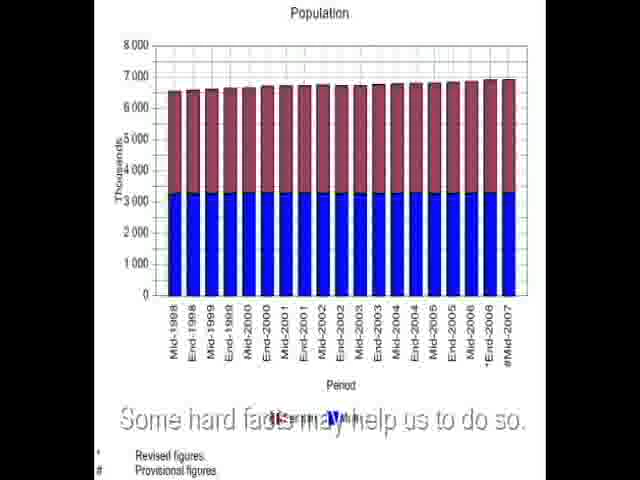 Population
8 000
7 000
6 000
5 000
4 000
3 000
2 000
1 000
0
Thousands
Mid-1998
End-1998
Mid-1999
End-1999
Mid-2000
End-2000
Mid-2001
End-2001
Mid-2002
End-2002
Mid-2003
End-2003
Mid-2004
End-2004
Mid-2005
End-2005
Mid-2006
*End-2006
#Mid-2007
Period
Some hard facts may help us to do so.
* Revised figures.
# Provisional figures.